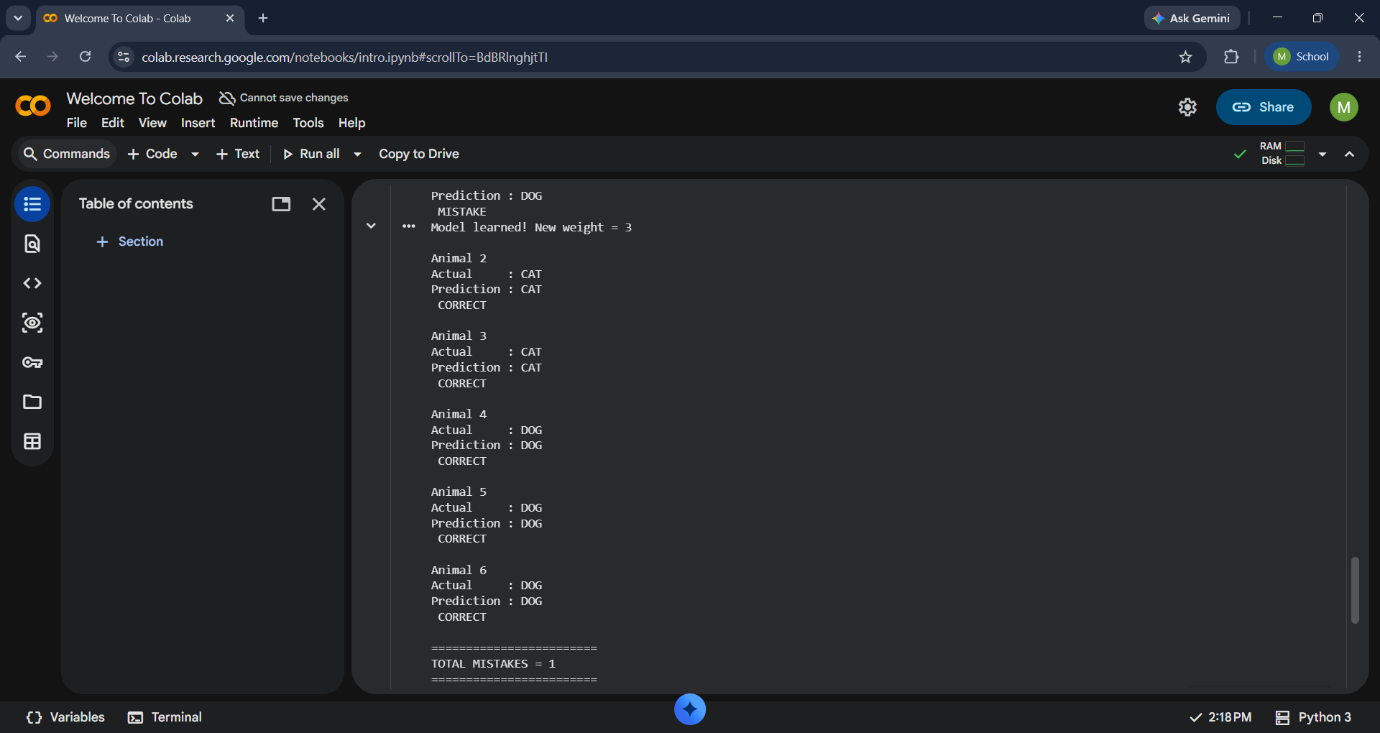 Welcome To Colab - Colab
Ask Gemini
colab.research.google.com/notebooks/intro.ipynb#scrollTo=BdBRlnghjtTl
M School
Welcome To Colab Cannot save changes
File Edit View Insert Runtime Tools Help
Share
M
Commands + Code + Text Run all Copy to Drive
RAM
Disk
Table of contents
+ Section
Prediction : DOG
MISTAKE
Model learned! New weight = 3
Animal 2
Actual : CAT
Prediction : CAT
CORRECT
Animal 3
Actual : CAT
Prediction : CAT
CORRECT
Animal 4
Actual : DOG
Prediction : DOG
CORRECT
Animal 5
Actual : DOG
Prediction : DOG
CORRECT
Animal 6
Actual : DOG
Prediction : DOG
CORRECT
========================
TOTAL MISTAKES = 1
========================
Variables Terminal
2:18 PM Python 3